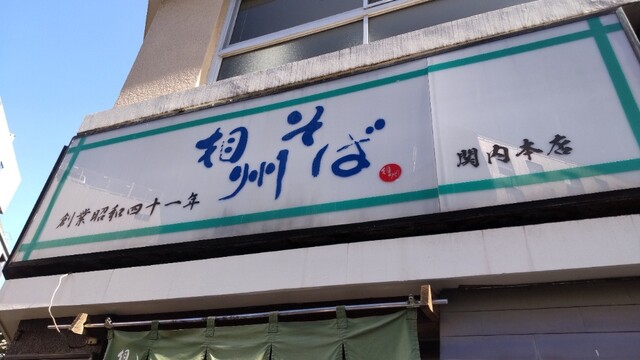 創業昭和四十一年
相州そば
関内本店